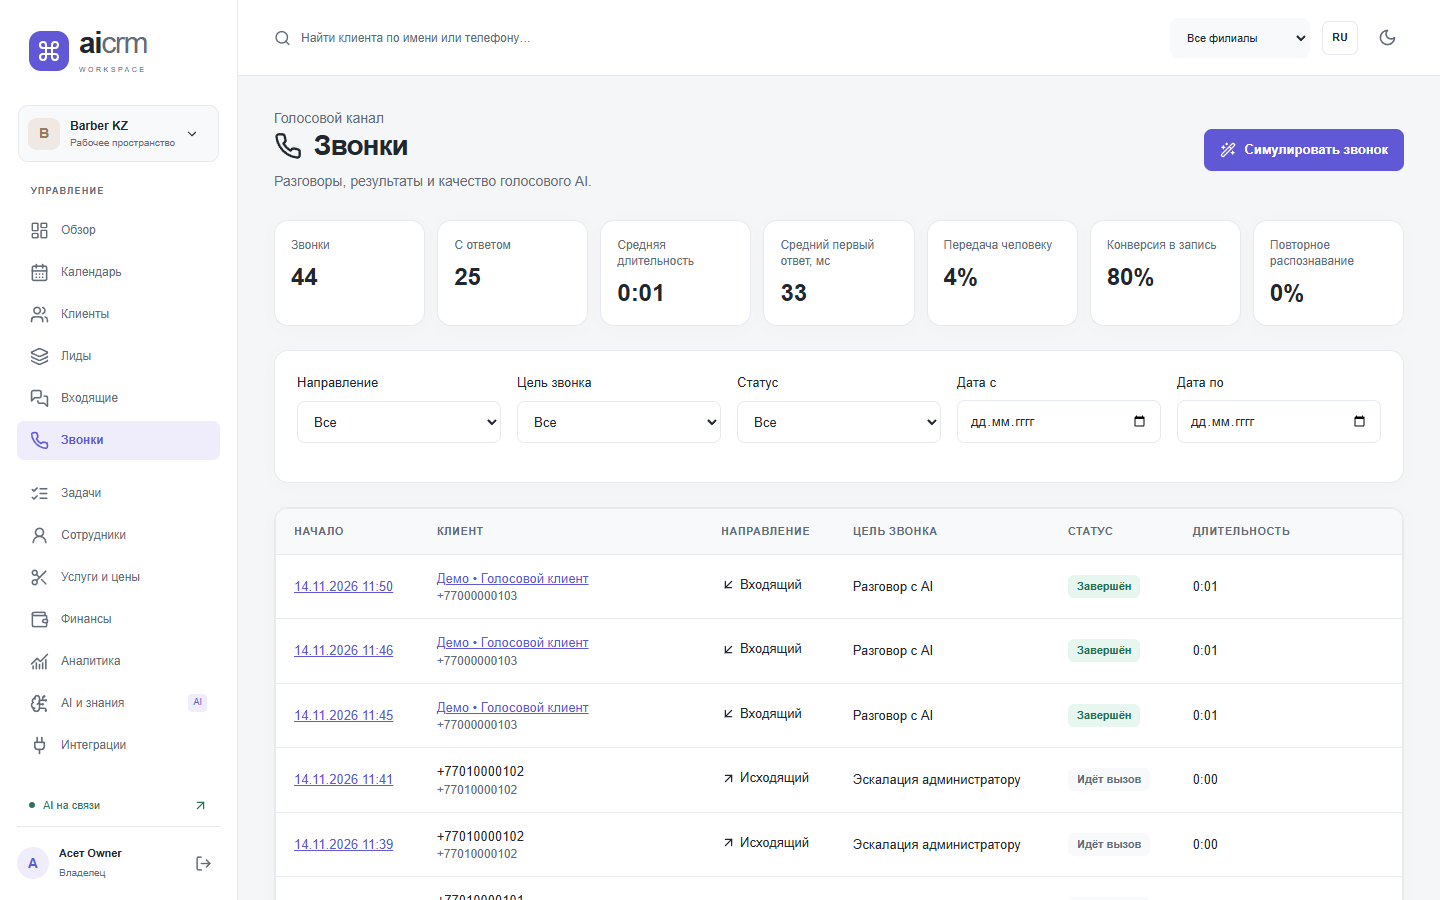 aicrm
WORKSPACE
Найти клиента по имени или телефону...
Все филиалы
RU
B
Barber KZ
Рабочее пространство
УПРАВЛЕНИЕ
Обзор
Календарь
Клиенты
Лиды
Входящие
Звонки
Задачи
Сотрудники
Услуги и цены
Финансы
Аналитика
AI и знания
AI
Интеграции
AI на связи
A
Асет Owner
Владелец
Голосовой канал
Звонки
Разговоры, результаты и качество голосового AI.
Симулировать звонок
Звонки
44
С ответом
25
Средняя
длительность
0:01
Средний первый
ответ, мс
33
Передача человеку
4%
Конверсия в запись
80%
Повторное
распознавание
0%
Направление
Все
Цель звонка
Все
Статус
Все
Дата с
дд.мм.гггг
Дата по
дд.мм.гггг
НАЧАЛО КЛИЕНТ НАПРАВЛЕНИЕ ЦЕЛЬ ЗВОНКА СТАТУС ДЛИТЕЛЬНОСТЬ
14.11.2026 11:50 Демо • Голосовой клиент Входящий Разговор с AI Завершён 0:01
+77000000103
14.11.2026 11:46 Демо • Голосовой клиент Входящий Разговор с AI Завершён 0:01
+77000000103
14.11.2026 11:45 Демо • Голосовой клиент Входящий Разговор с AI Завершён 0:01
+77000000103
14.11.2026 11:41 +77010000102 Исходящий Эскалация администратору Идёт вызов 0:00
+77010000102
14.11.2026 11:39 +77010000102 Исходящий Эскалация администратору Идёт вызов 0:00
+77010000102